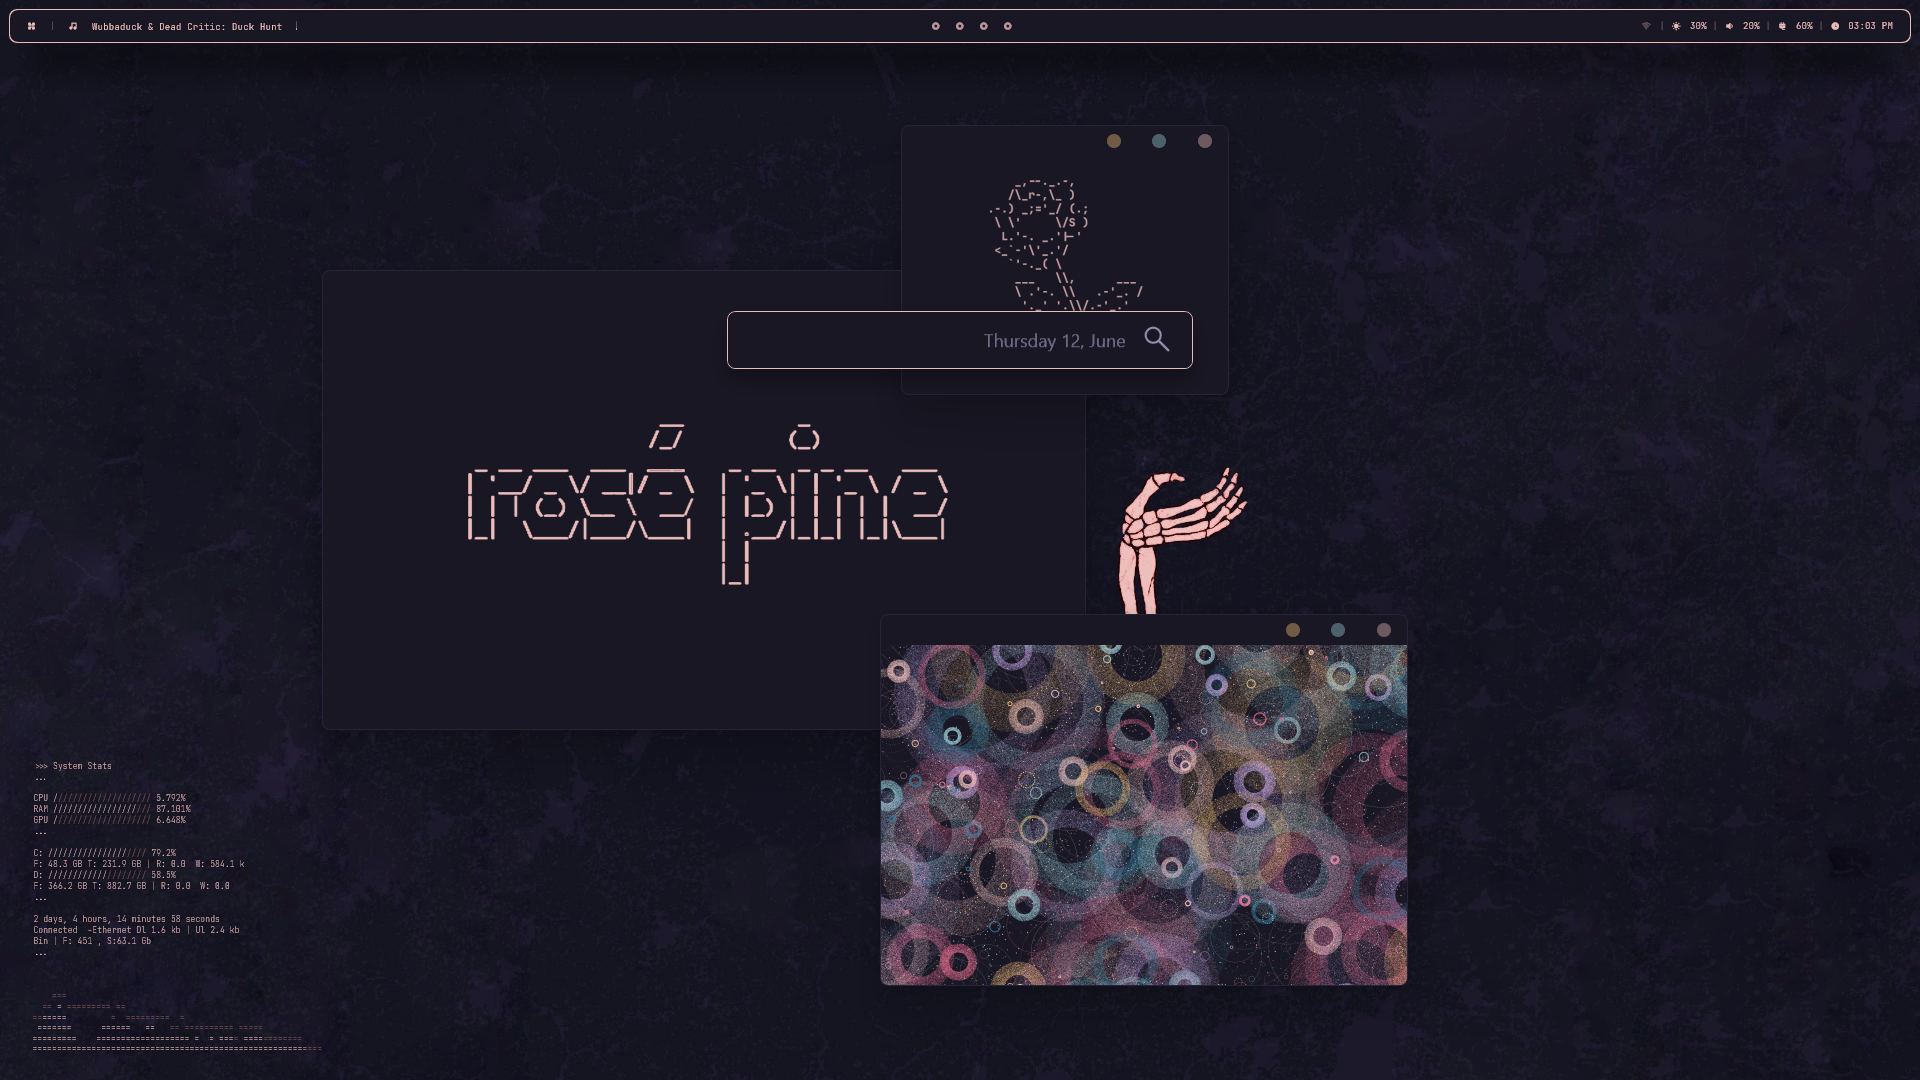 Wubbaduck & Dead Critic: Duck Hunt
30% | 20% | 60% | 03:03 PM
Thursday 12, June
rosé pine
>>> System Stats
...
CPU //////////////////// 5.792%
RAM //////////////////// 87.101%
GPU //////////////////// 6.648%
...
C: //////////////////// 79.2%
F: 48.3 GB T: 231.9 GB | R: 0.0 W: 584.1 k
D: //////////////////// 58.5%
F: 366.2 GB T: 882.7 GB | R: 0.0 W: 0.0
...
2 days, 4 hours, 14 minutes 58 seconds
Connected -Ethernet Dl 1.6 kb | Ul 2.4 kb
Bin | F: 451 , S:63.1 Gb
...